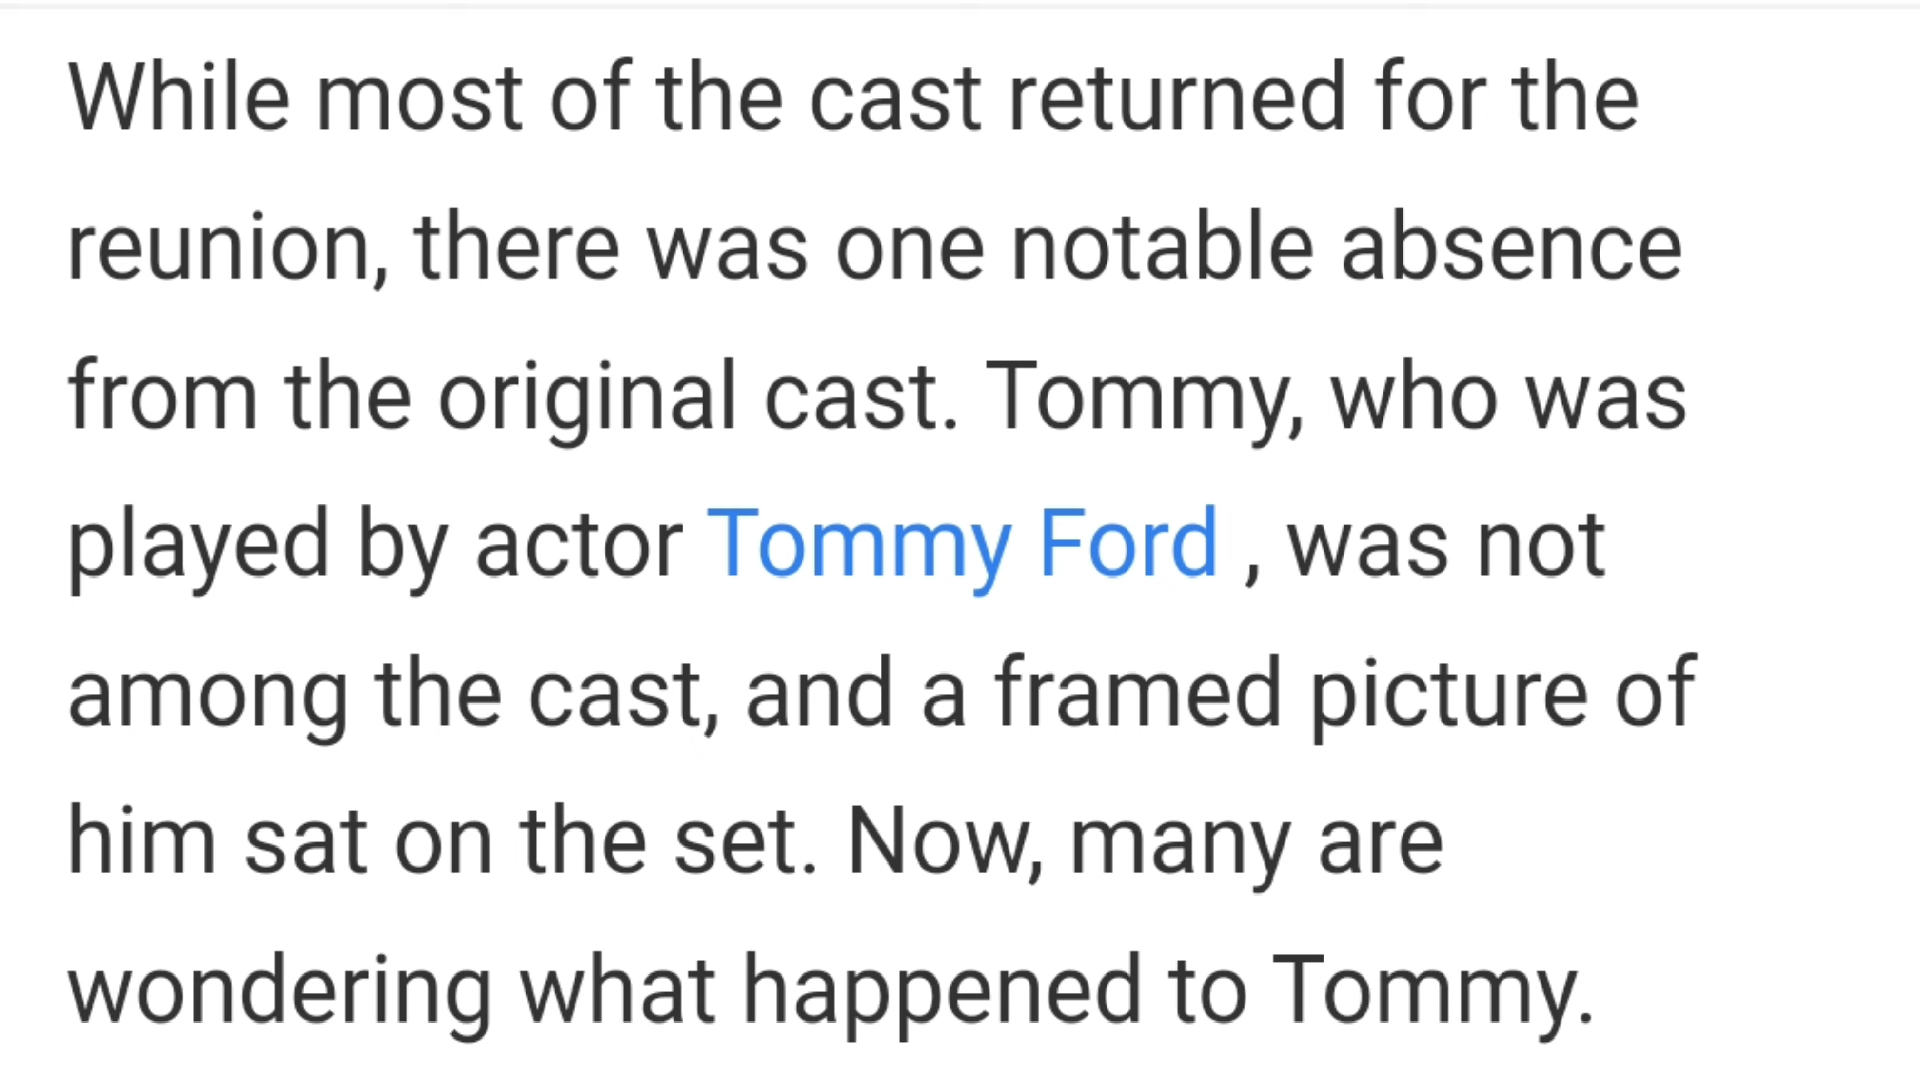 While most of the cast returned for the
reunion, there was one notable absence
from the original cast. Tommy, who was
played by actor Tommy Ford , was not
among the cast, and a framed picture of
him sat on the set. Now, many are
wondering what happened to Tommy.